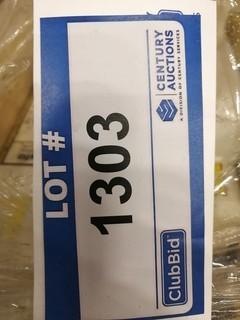 LOT #
1303
CENTURY
AUCTIONS
A DIVISION OF CENTURY SERVICES
ClubBid